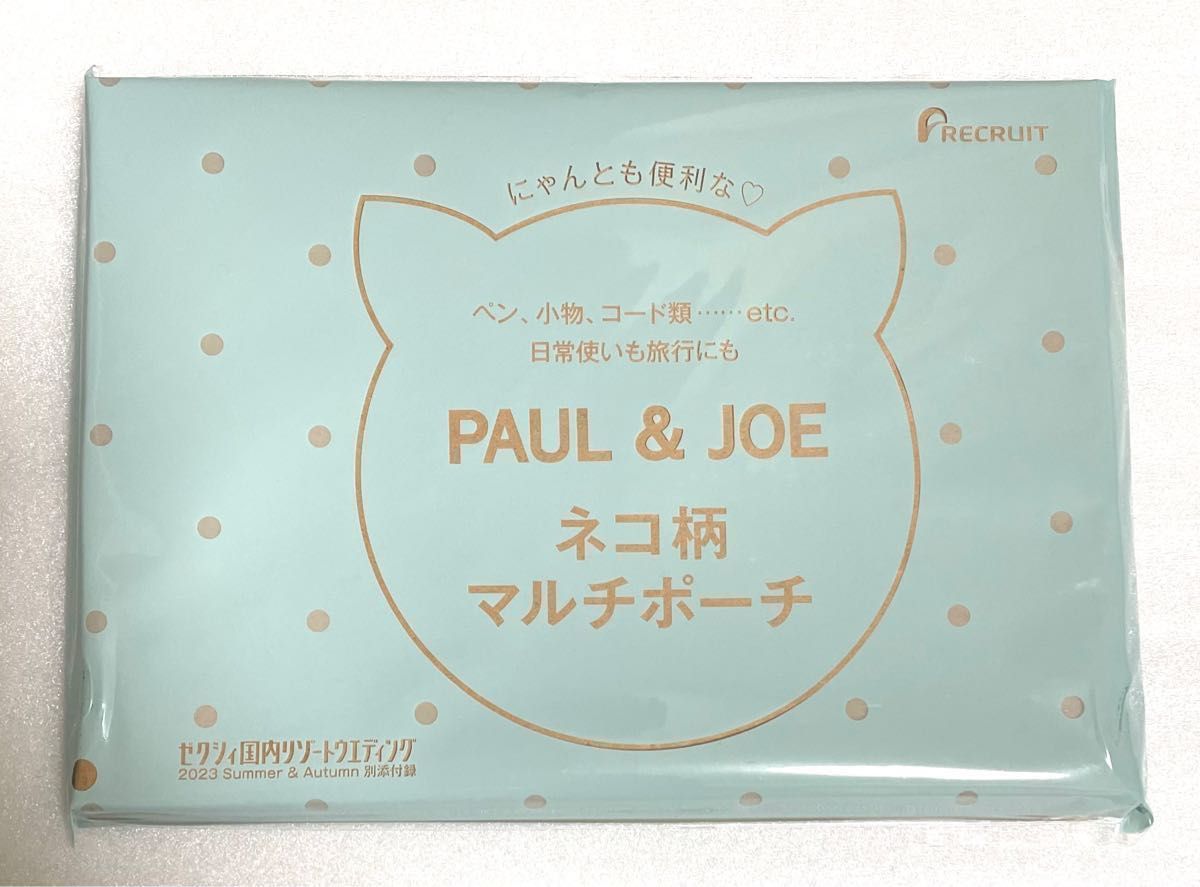 RECRUIT
にゃんとも便利な♡
ペン、小物、コード類……etc.
日常使いも旅行にも
PAUL & JOE
ネコ柄
マルチポーチ
ゼクシィ国内リゾートウエディング
2023 Summer & Autumn 別添付録